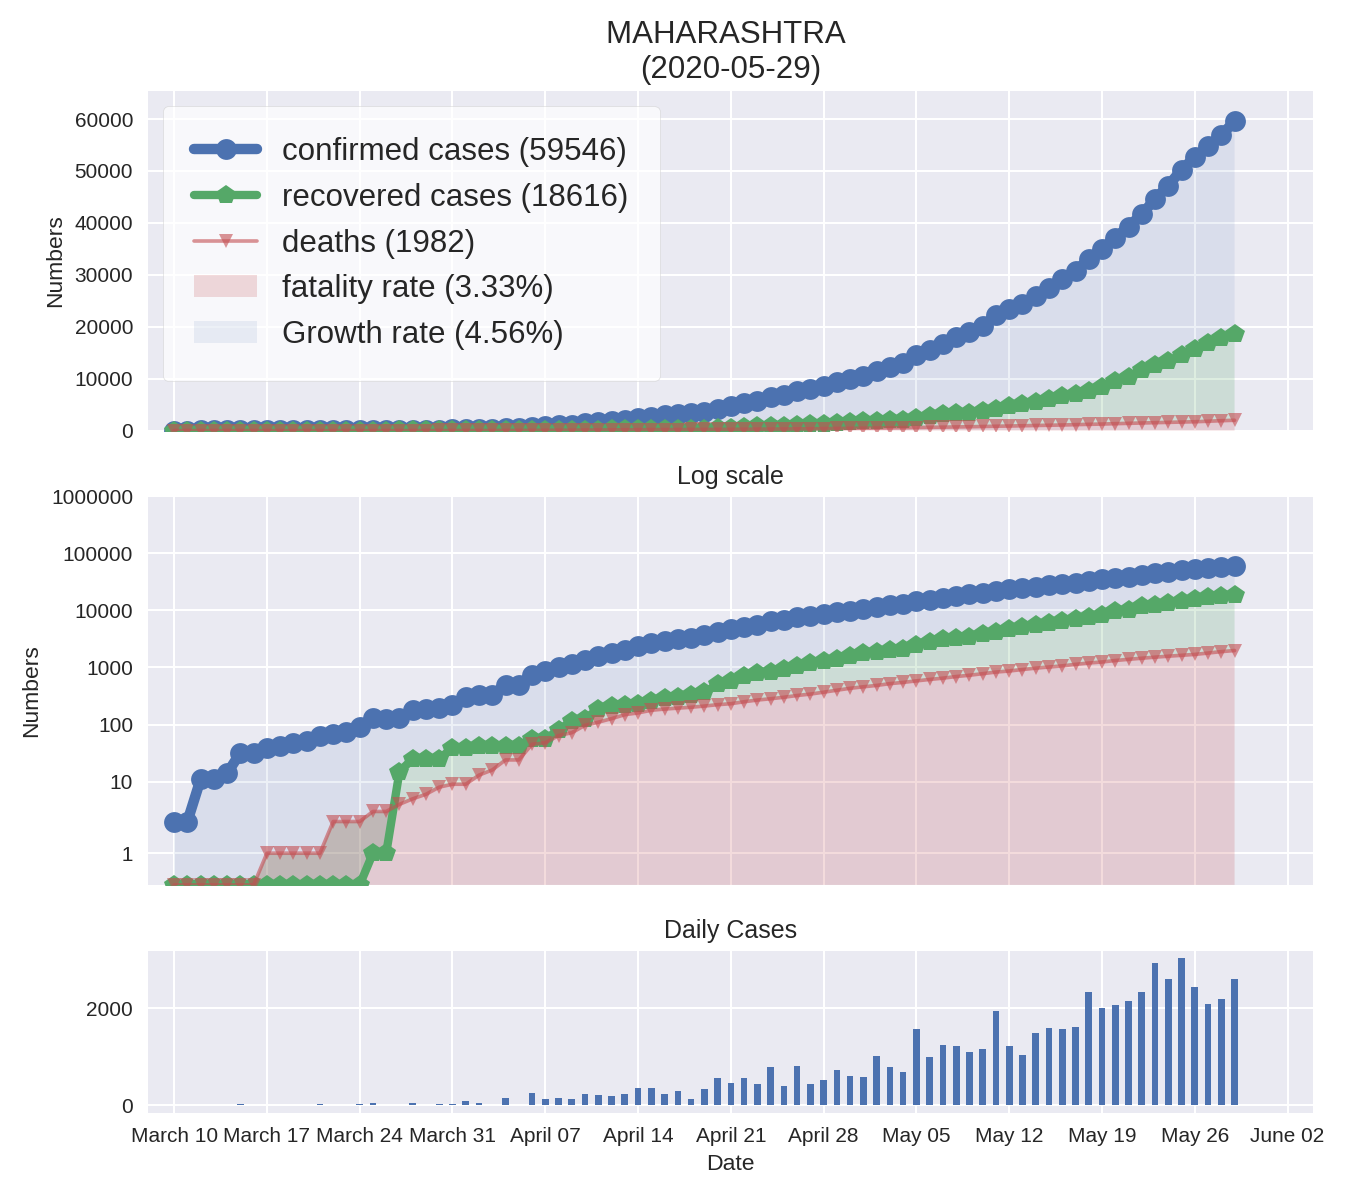 MAHARASHTRA
(2020-05-29)
60000
50000
40000
30000
20000
10000
0
Numbers
confirmed cases (59546)
recovered cases (18616)
deaths (1982)
fatality rate (3.33%)
Growth rate (4.56%)
Log scale
1000000
100000
10000
1000
100
10
1
Numbers
Daily Cases
2000
0
March 10 March 17 March 24 March 31 April 07 April 14 April 21 April 28 May 05 May 12 May 19 May 26 June 02
Date